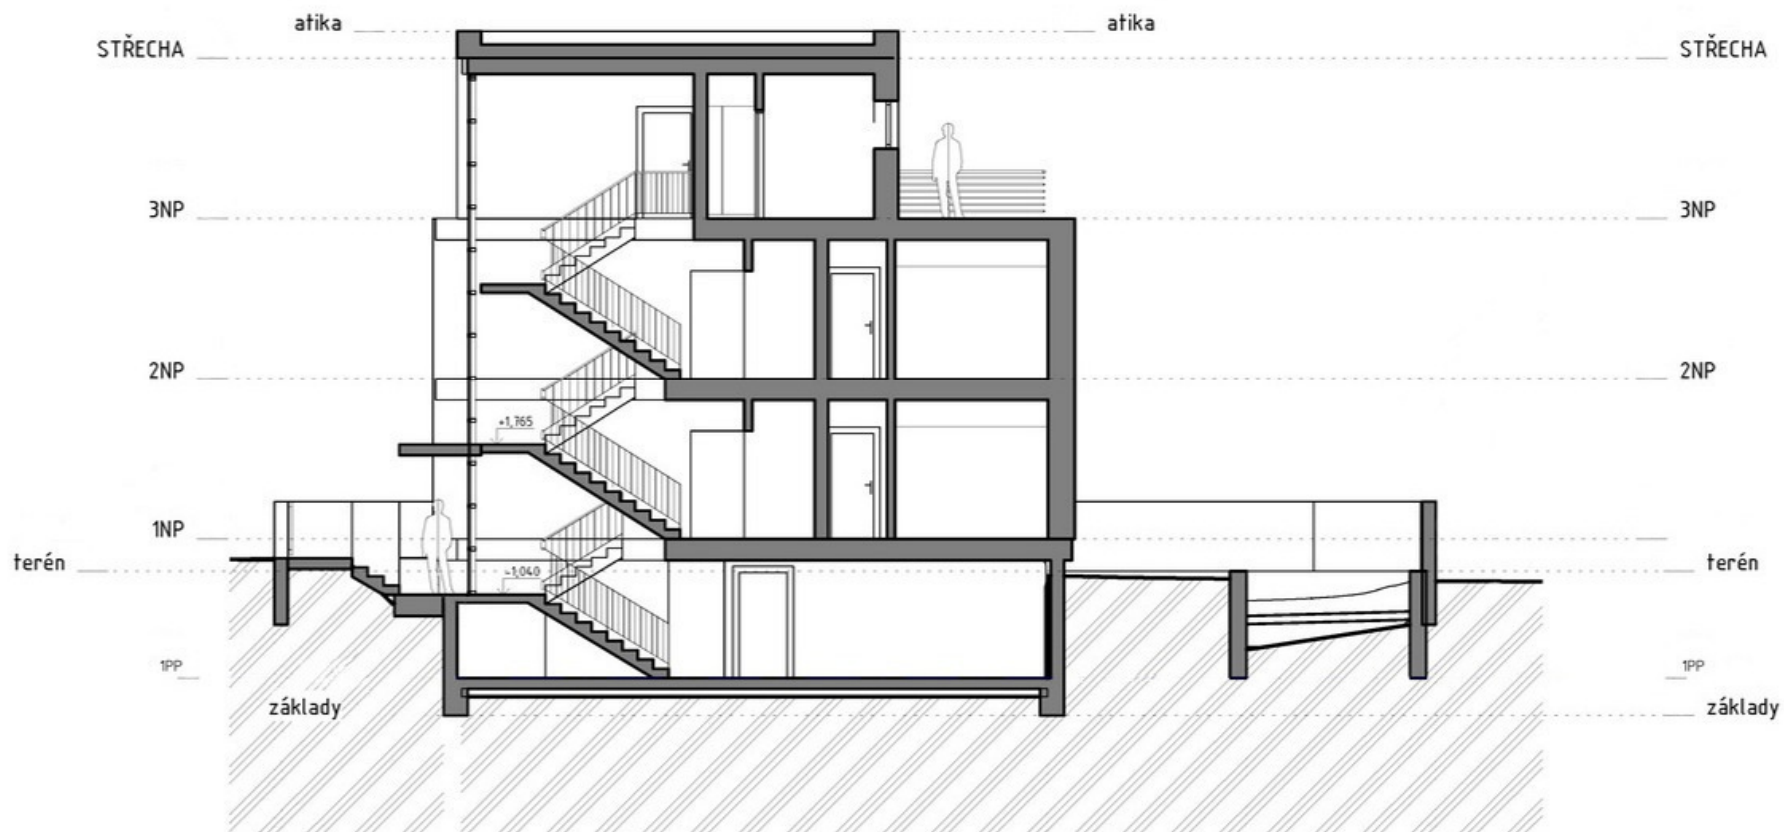 atika atika
STŘECHA STŘECHA
3NP 3NP
2NP 2NP
+1,765
1NP 1NP
terén -1,040 terén
1PP 1PP
základy základy